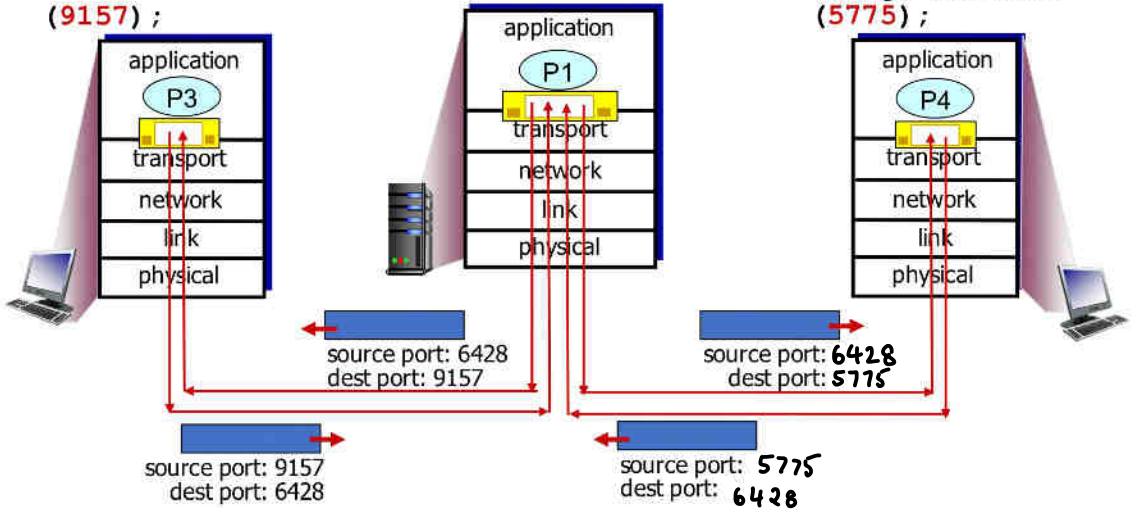 (9157);
(5775);
application
P3
transport
network
link
physical
application
P1
transport
network
link
physical
application
P4
transport
network
link
physical
source port: 6428
dest port: 9157
source port: 6428
dest port: 5775
source port: 9157
dest port: 6428
source port: 5775
dest port: 6428